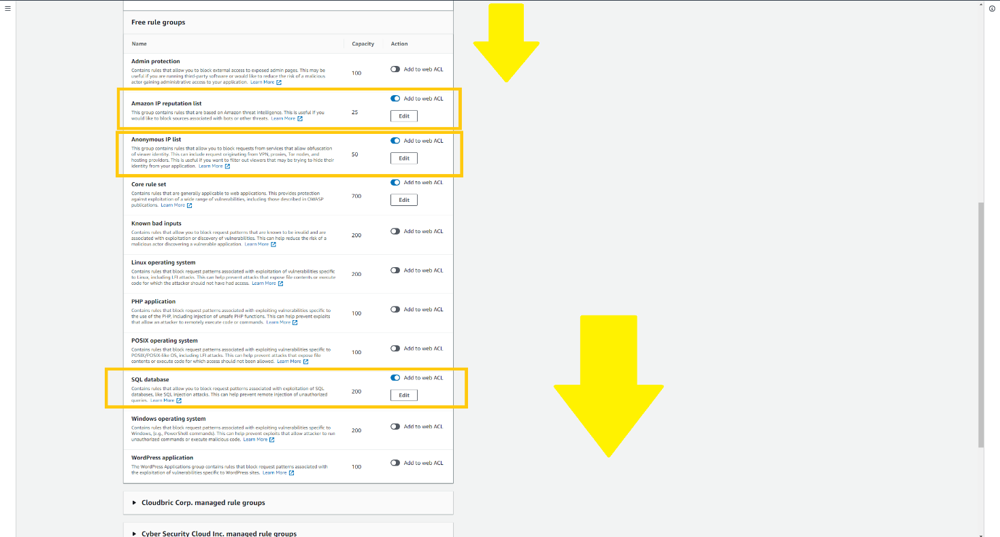 Free rule groups
Name Capacity Action
Admin protection
Contains rules that allow you to block external access to exposed admin pages. This may be
useful if you are running third-party software or would like to reduce the risk of a malicious
actor gaining administrative access to your application. Learn More
100
Add to web ACL
Amazon IP reputation list
This group contains rules that are based on Amazon threat intelligence. This is useful if you
would like to block sources associated with bots or other threats. Learn More
25
Add to web ACL
Edit
Anonymous IP list
This group contains rules that allow you to block requests from services that allow obfuscation
of viewer identity. This can include request originating from VPN, proxies, Tor nodes, and
hosting providers. This is useful if you want to filter out viewers that may be trying to hide their
identity from your application. Learn More
50
Add to web ACL
Edit
Core rule set
Contains rules that are generally applicable to web applications. This provides protection
against exploitation of a wide range of vulnerabilities, including those described in OWASP
publications. Learn More
700
Add to web ACL
Edit
Known bad inputs
Contains rules that allow you to block request patterns that are known to be invalid and are
associated with exploitation or discovery of vulnerabilities. This can help reduce the risk of a
malicious actor discovering a vulnerable application. Learn More
200
Add to web ACL
Linux operating system
Contains rules that block request patterns associated with exploitation of vulnerabilities specific
to Linux, including LFI attacks. This can help prevent attacks that expose file contents or execute
code for which the attacker should not have had access. Learn More
200
Add to web ACL
PHP application
Contains rules that block request patterns associated with exploiting vulnerabilities specific to
the use of the PHP, including injection of unsafe PHP functions. This can help prevent exploits
that allow an attacker to remotely execute code or commands. Learn More
100
Add to web ACL
POSIX operating system
Contains rules that block request patterns associated with exploiting vulnerabilities specific to
POSIX/POSIX-like OS, including LFI attacks. This can help prevent attacks that expose file
contents or execute code for which access should not been allowed. Learn More
100
Add to web ACL
SQL database
Contains rules that allow you to block request patterns associated with exploitation of SQL
databases, like SQL injection attacks. This can help prevent remote injection of unauthorized
queries. Learn More
200
Add to web ACL
Edit
Windows operating system
Contains rules that block request patterns associated with exploiting vulnerabilities specific to
Windows, (e.g., PowerShell commands). This can help prevent exploits that allow attacker to run
unauthorized commands or execute malicious code. Learn More
200
Add to web ACL
WordPress application
The WordPress Applications group contains rules that block request patterns associated with
the exploitation of vulnerabilities specific to WordPress sites. Learn More
100
Add to web ACL
Cloudbric Corp. managed rule groups
Cyber Security Cloud Inc. managed rule groups